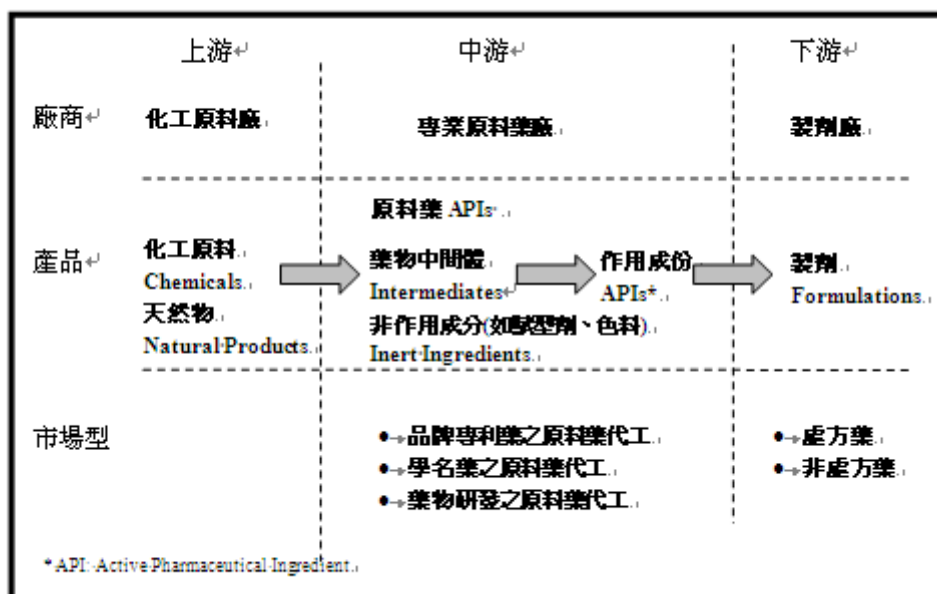 上游 中游 下游
廠商 化工原料廠 專業原料藥廠 製劑廠
原料藥 APIs
產品 化工原料 藥物中間體 作用成份 製劑
Chemicals Intermediates APIs* Formulations
天然物 非作用成分(如賦型劑、色料)
Natural Products Inert Ingredients
市場型 •品牌專利藥之原料藥代工 •處方藥
•學名藥之原料藥代工 •非處方藥
•藥物研發之原料藥代工
* API: Active Pharmaceutical Ingredient